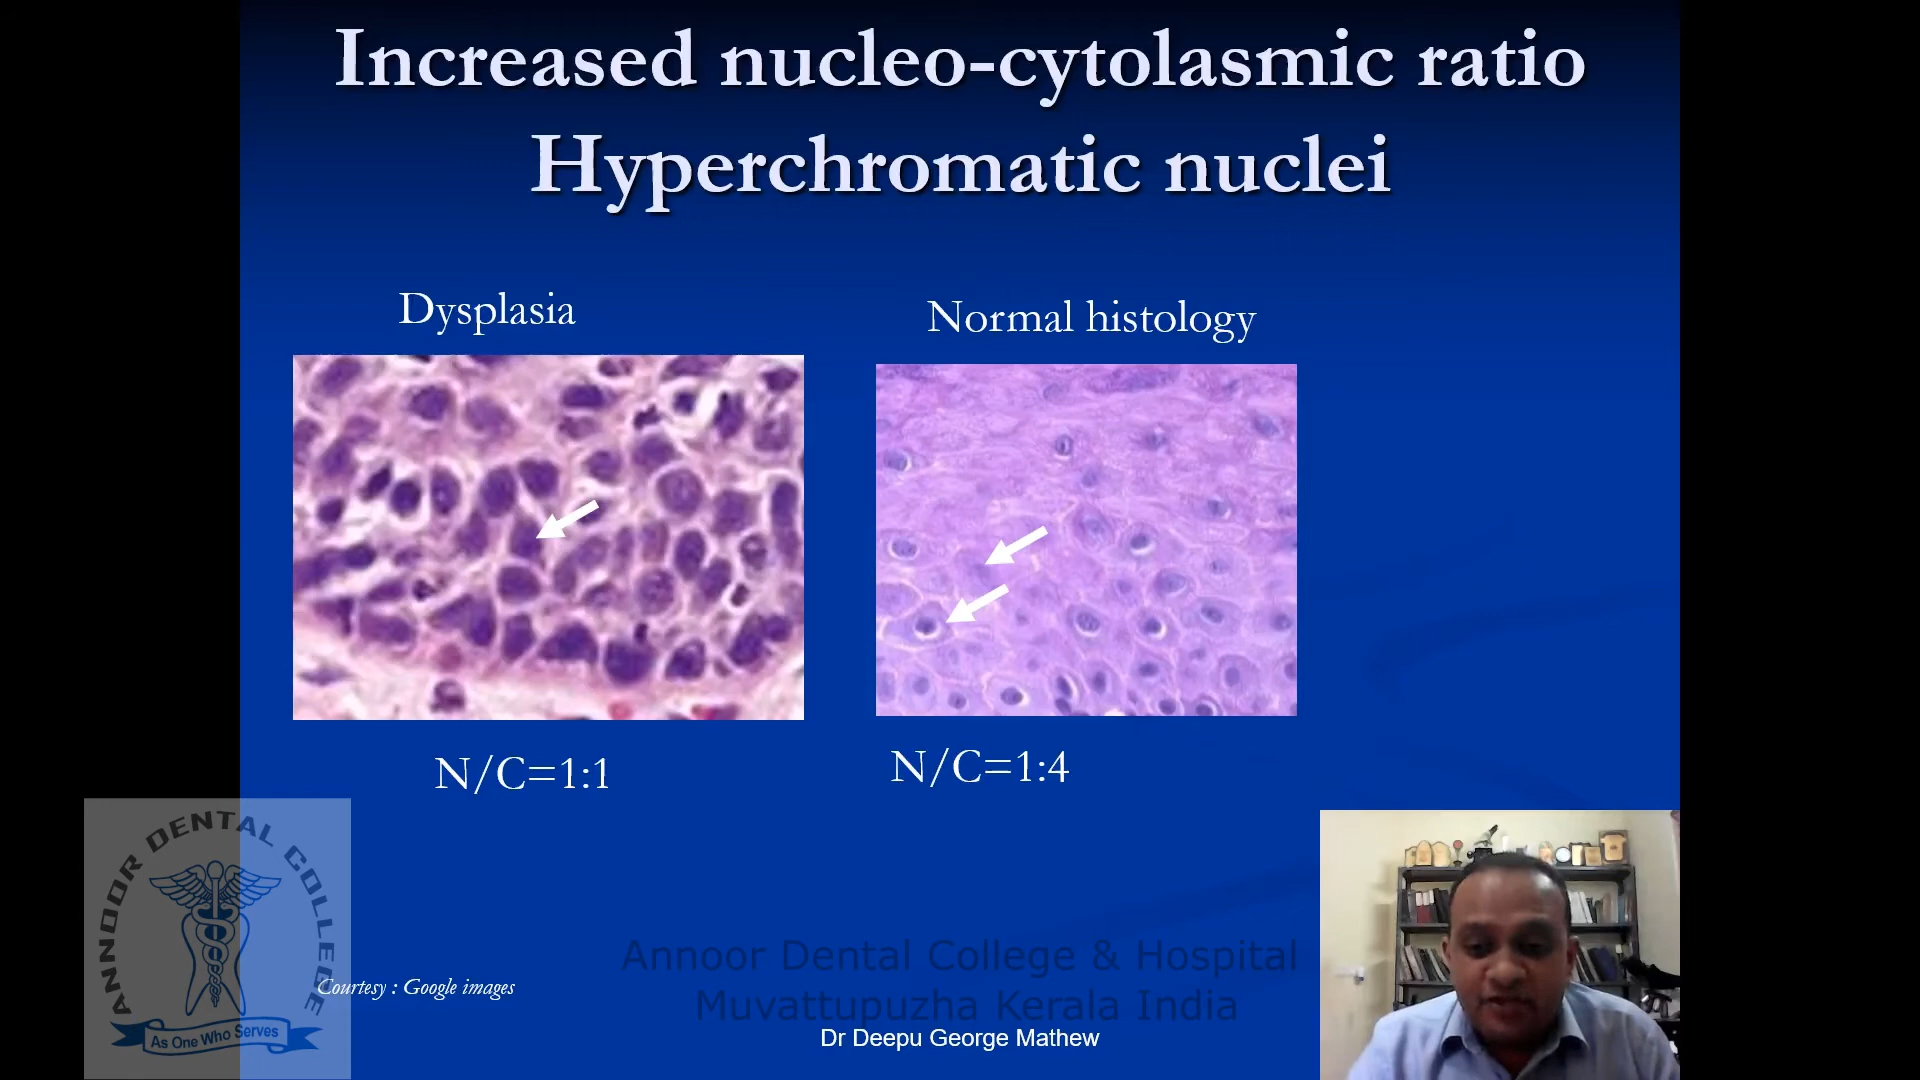 Increased nucleo-cytolasmic ratio
Hyperchromatic nuclei
Dysplasia
Normal histology
N/C=1:1
N/C=1:4
ANNOOR DENTAL COLLEGE
As One Who Serves
Courtesy : Google images
Annoor Dental College & Hospital
Muvattupuzha Kerala India
Dr Deepu George Mathew